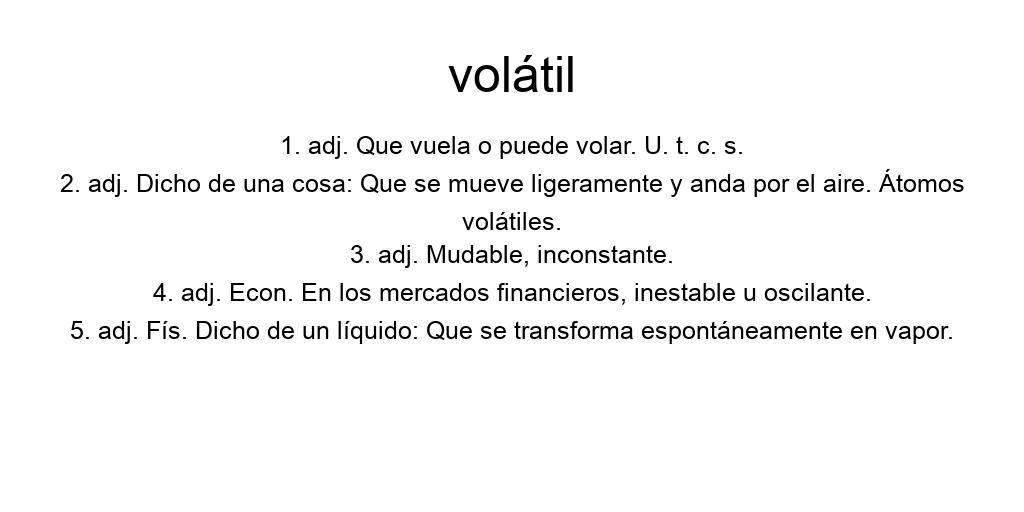 volátil
1. adj. Que vuela o puede volar. U. t. c. s.
2. adj. Dicho de una cosa: Que se mueve ligeramente y anda por el aire. Átomos
volátiles.
3. adj. Mudable, inconstante.
4. adj. Econ. En los mercados financieros, inestable u oscilante.
5. adj. Fís. Dicho de un líquido: Que se transforma espontáneamente en vapor.